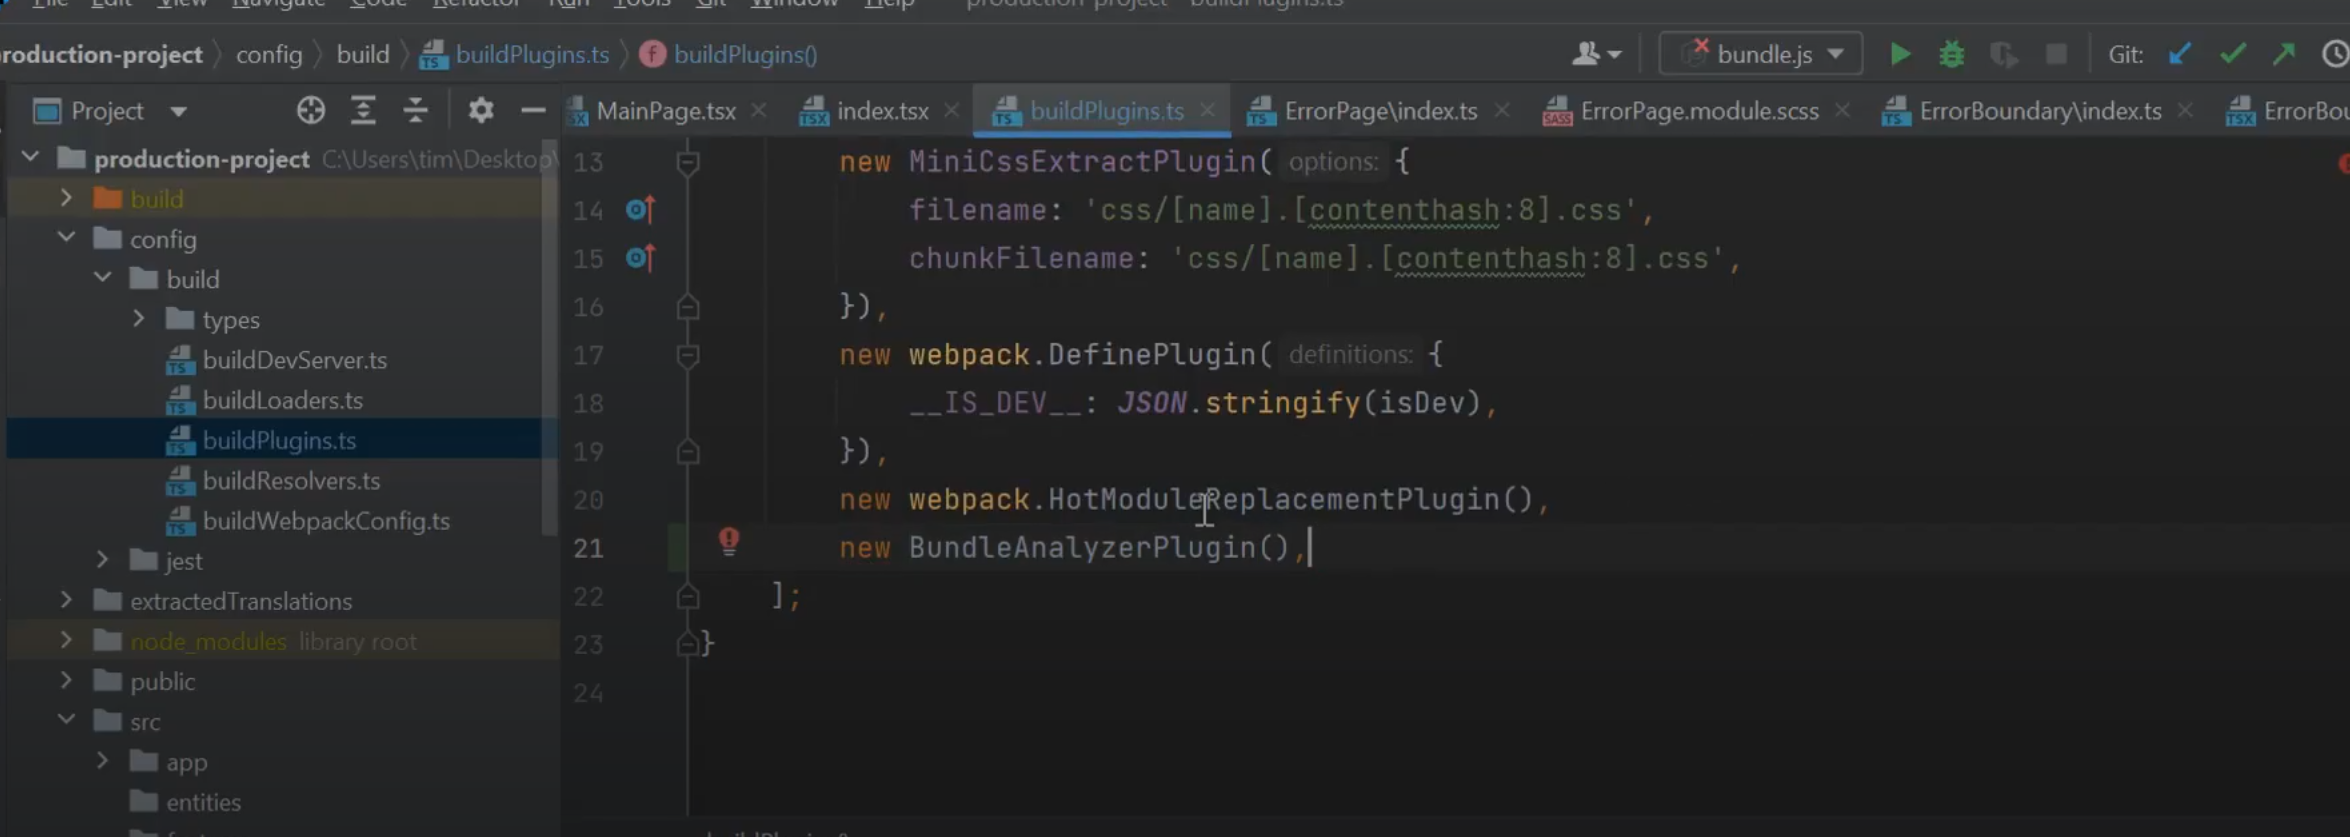 File Edit View Navigate Code Refactor Run Tools Git Window Help production-project - buildPlugins.ts
production-project config build buildPlugins.ts buildPlugins() bundle.js Git:
Project MainPage.tsx index.tsx buildPlugins.ts ErrorPage\index.ts ErrorPage.module.scss ErrorBoundary\index.ts ErrorBou
production-project C:\Users\tim\Desktop\
build
config
build
types
buildDevServer.ts
buildLoaders.ts
buildPlugins.ts
buildResolvers.ts
buildWebpackConfig.ts
jest
extractedTranslations
node_modules library root
public
src
app
entities
13 new MiniCssExtractPlugin( options: {
14 filename: 'css/[name].[contenthash:8].css',
15 chunkFilename: 'css/[name].[contenthash:8].css',
16 }),
17 new webpack.DefinePlugin( definitions: {
18 __IS_DEV__: JSON.stringify(isDev),
19 }),
20 new webpack.HotModuleReplacementPlugin(),
21 new BundleAnalyzerPlugin(),
22 ];
23 }
24